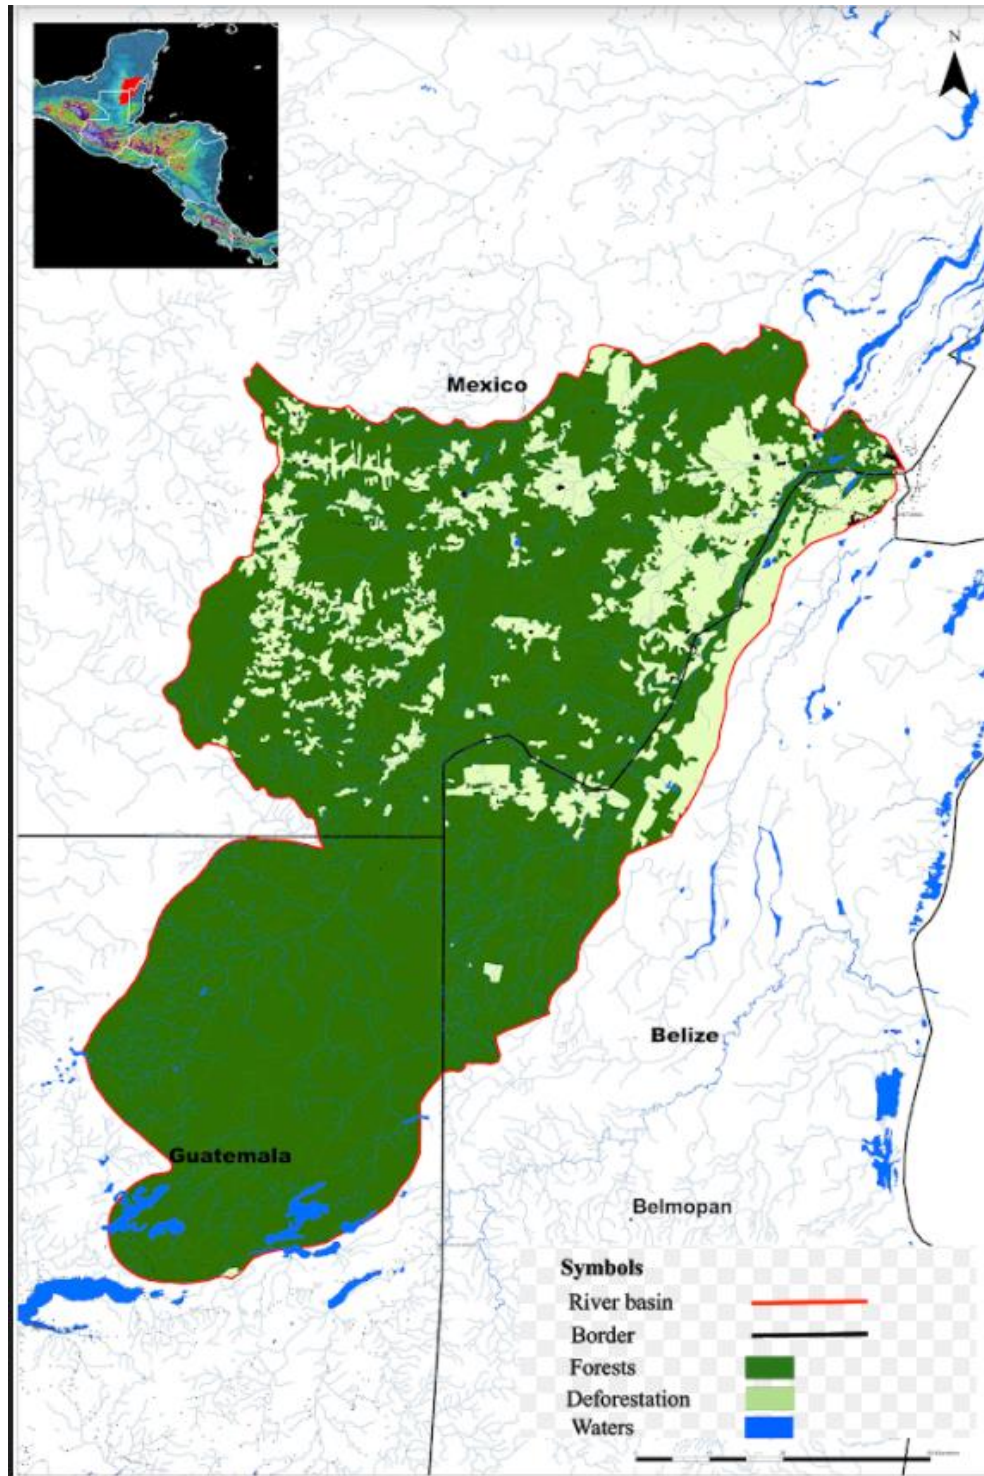 N
Mexico
Belize
Guatemala
Belmopan
Symbols
River basin
Border
Forests
Deforestation
Waters